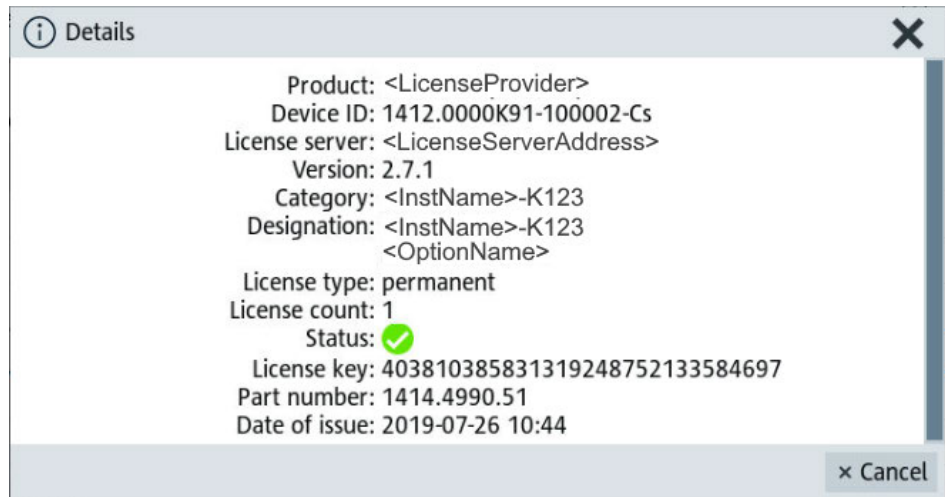 Details
Product: <LicenseProvider>
Device ID: 1412.0000K91-100002-Cs
License server: <LicenseServerAddress>
Version: 2.7.1
Category: <InstName>-K123
Designation: <InstName>-K123
<OptionName>
License type: permanent
License count: 1
Status:
License key: 403810385831319248752133584697
Part number: 1414.4990.51
Date of issue: 2019-07-26 10:44
× Cancel